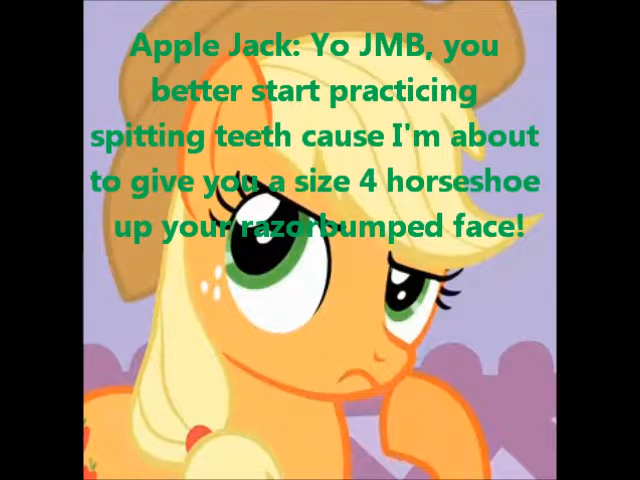 Apple Jack: Yo JMB, you
better start practicing
spitting teeth cause I'm about
to give you a size 4 horseshoe
up your razorbumped face!